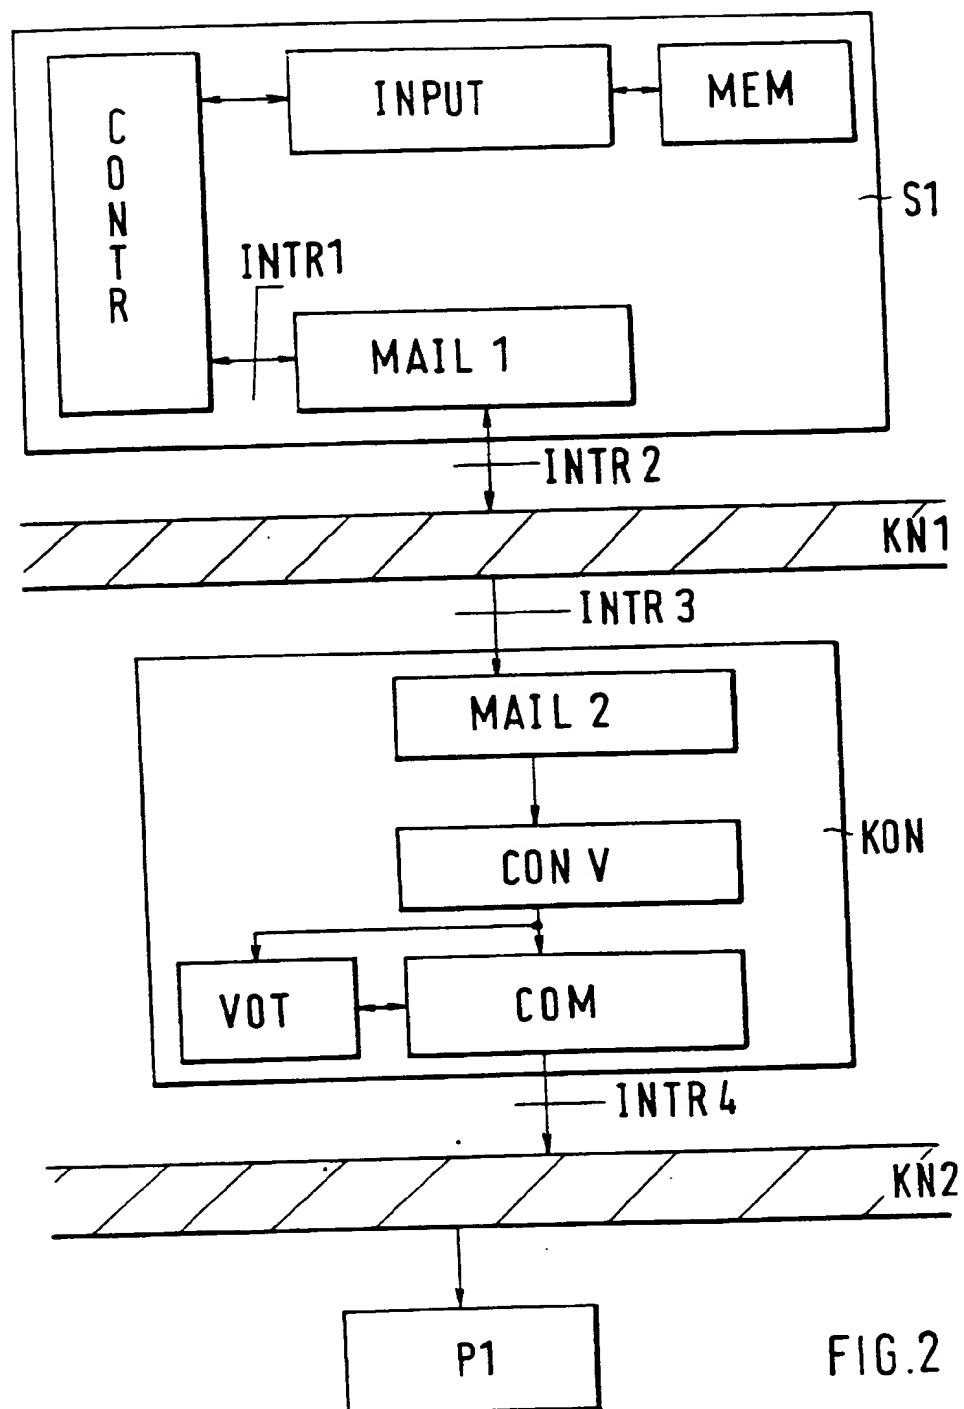 INPUT
MEM
CONTR
S1
INTR1
MAIL 1
INTR 2
KN1
INTR 3
MAIL 2
CON V
KON
VOT
COM
INTR 4
KN2
P1
FIG.2